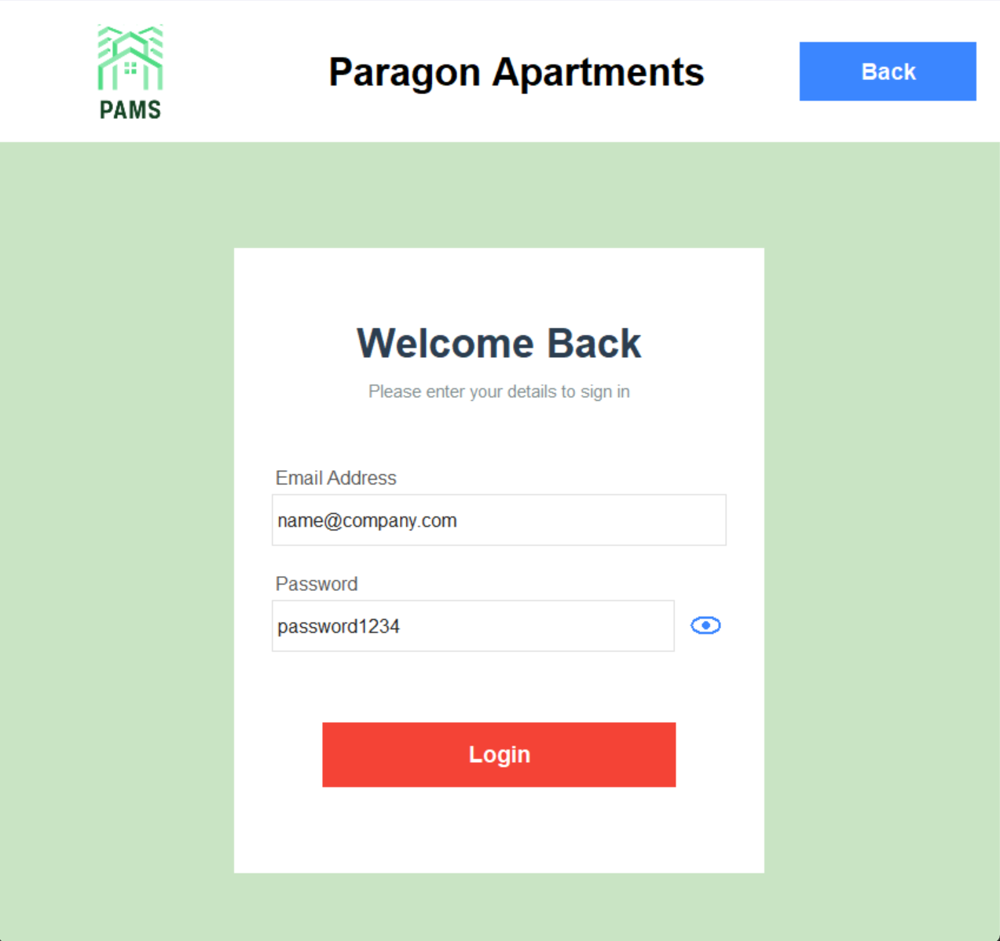 PAMS
Paragon Apartments
Back
Welcome Back
Please enter your details to sign in
Email Address
name@company.com
Password
password1234
Login